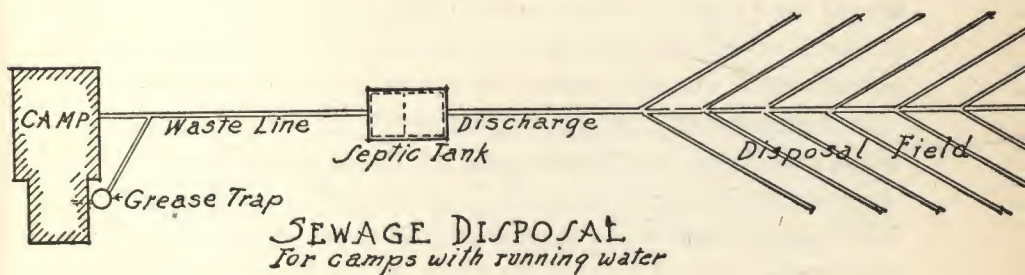 CAMP
Waste Line
Discharge
Septic Tank
Disposal Field
Grease Trap
SEWAGE DISPOSAL
For camps with running water